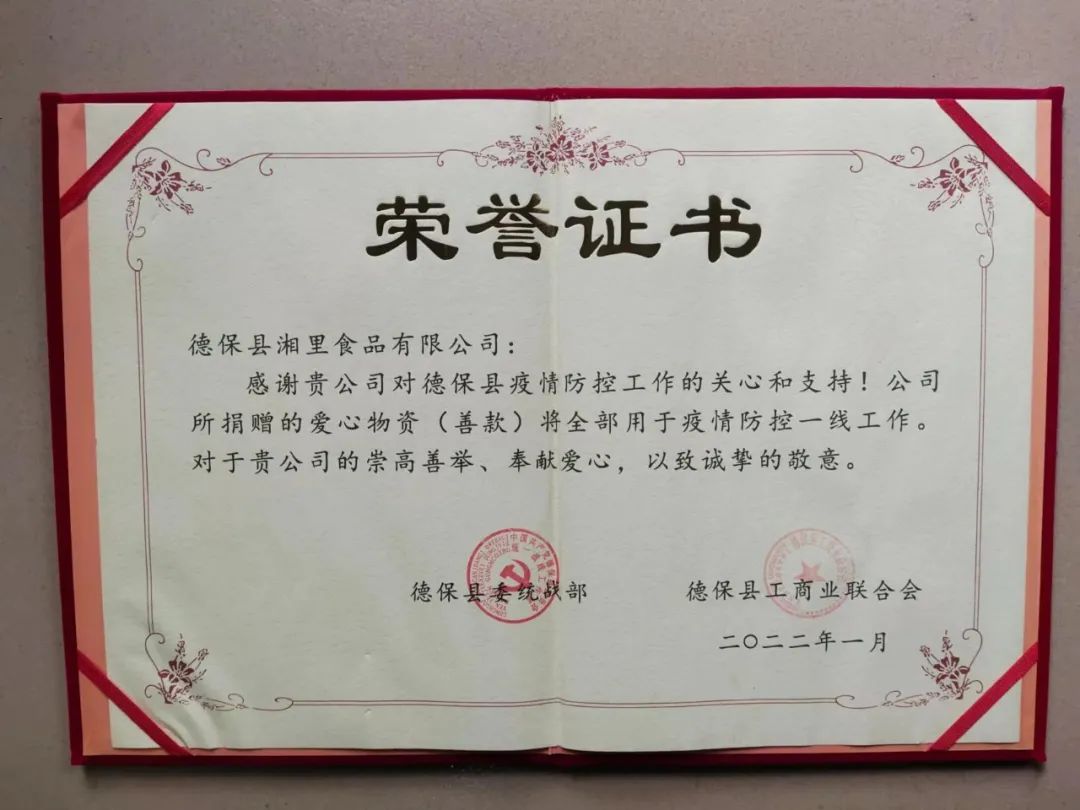 荣誉证书
德保县湘里食品有限公司：
感谢贵公司对德保县疫情防控工作的关心和支持！公司
所捐赠的爱心物资（善款）将全部用于疫情防控一线工作。
对于贵公司的崇高善举、奉献爱心，以致诚挚的敬意。
德保县委统战部 德保县工商业联合会
二〇二二年一月